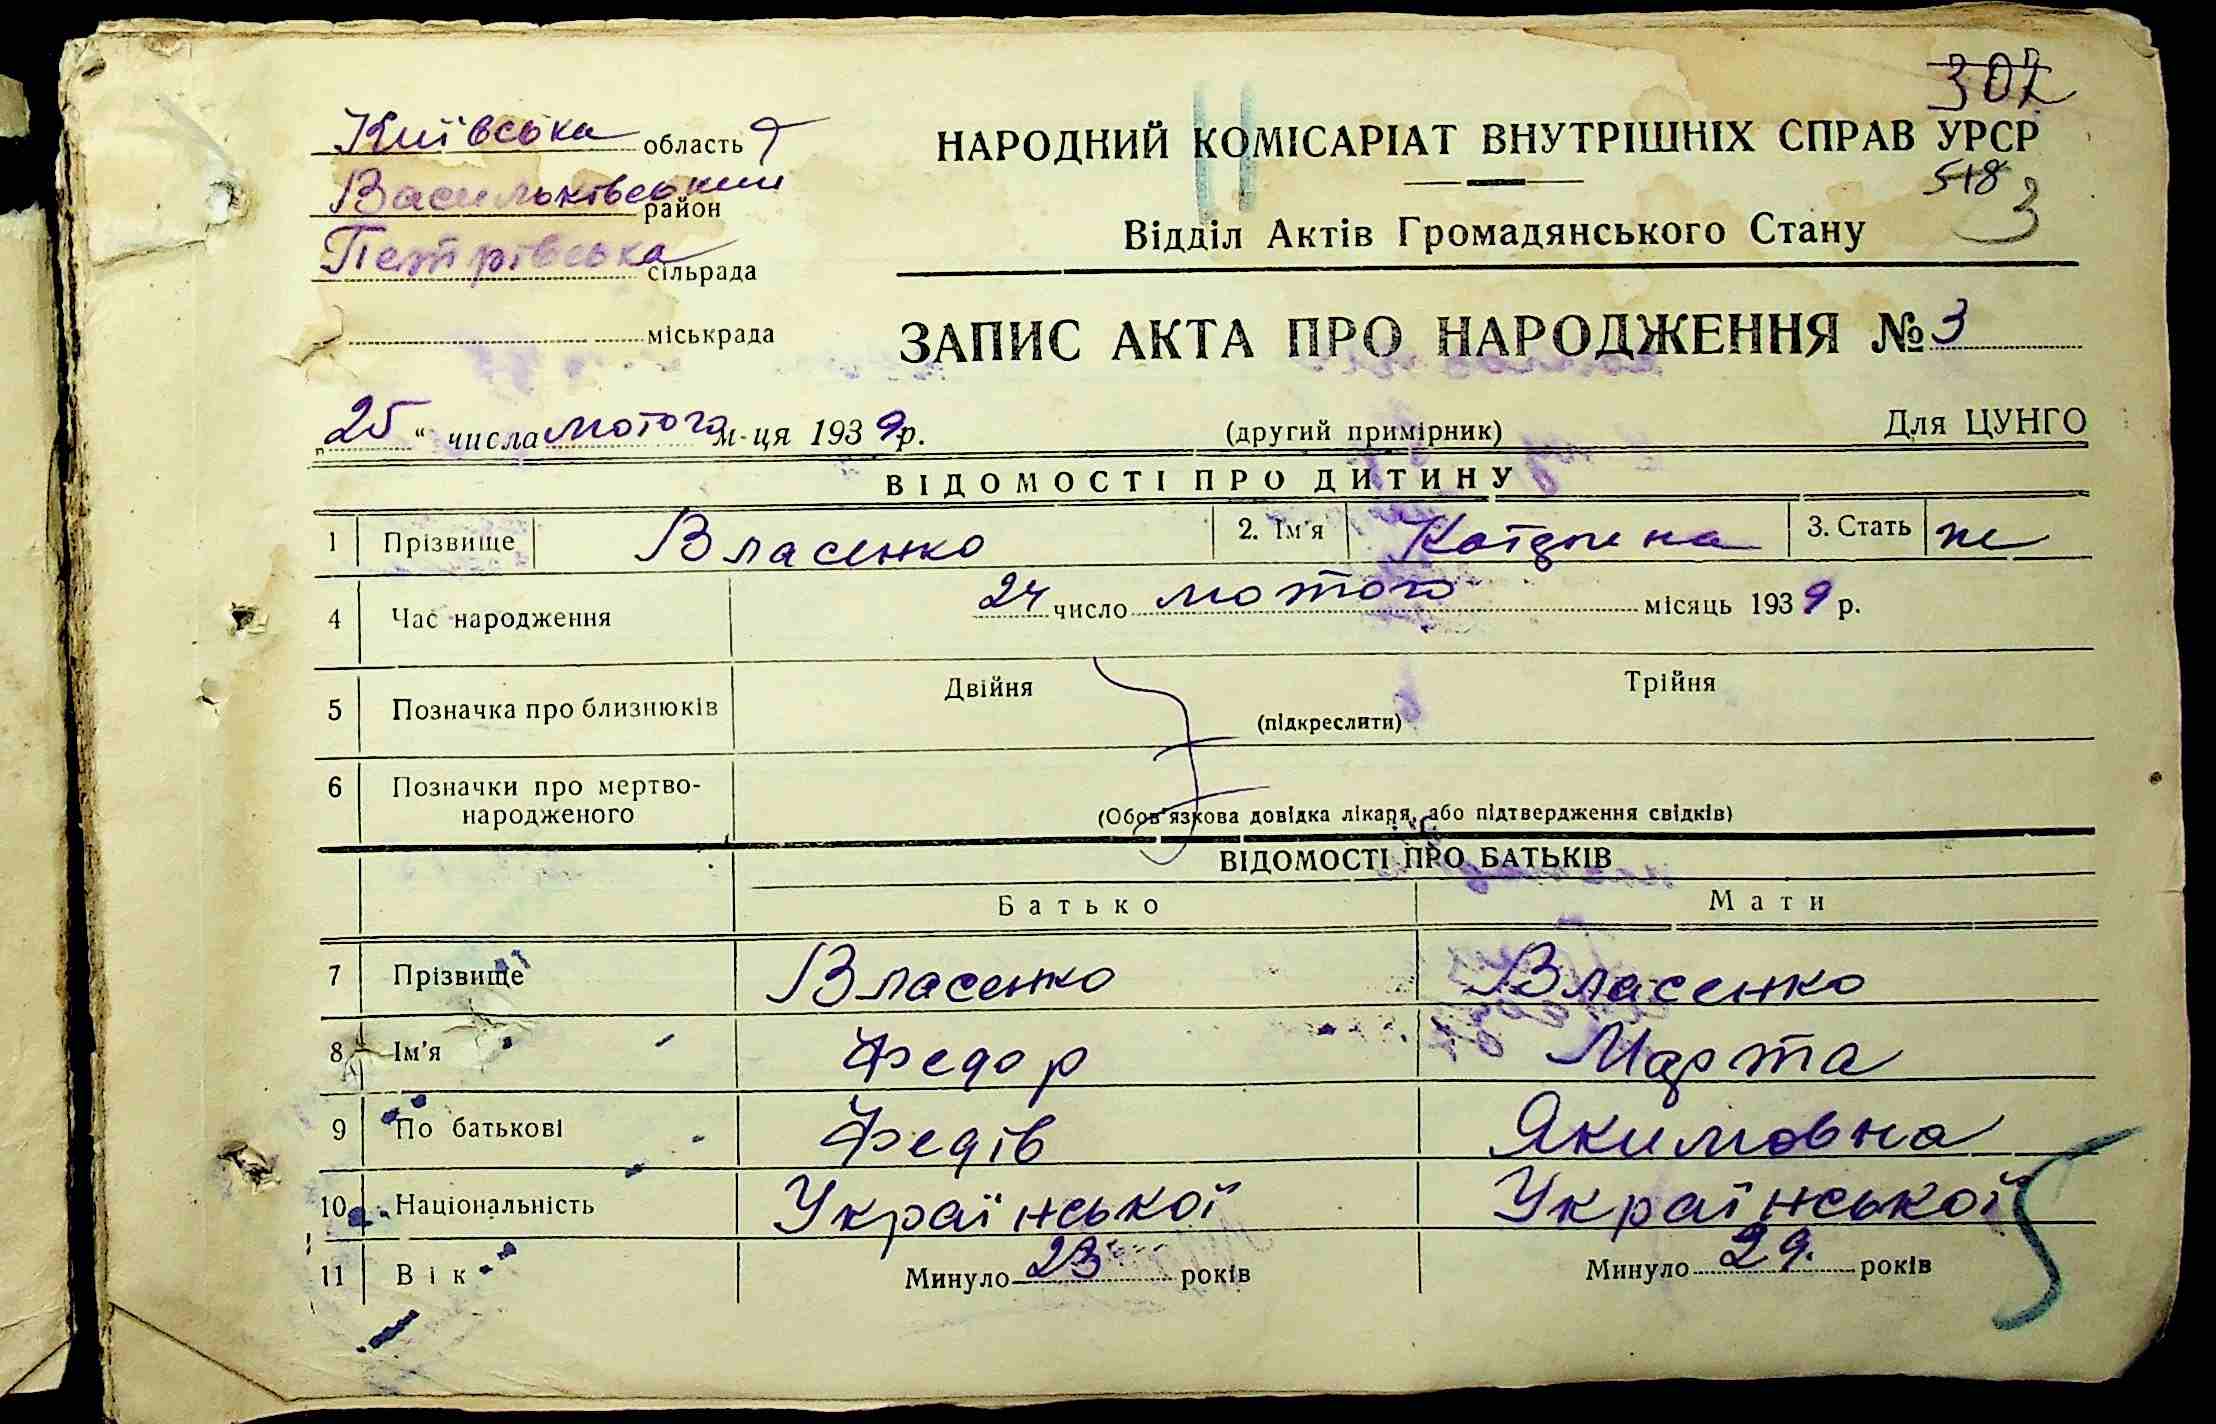 302
Київська область
Васильківський район
Петрівська сільрада
міськрада
НАРОДНИЙ КОМІСАРІАТ ВНУТРІШНІХ СПРАВ УРСР
518
3
Відділ Актів Громадянського Стану
ЗАПИС АКТА ПРО НАРОДЖЕННЯ № 3
„25“ числа лютого м-ця 1939 р.
(другий примірник)
Для ЦУНГО
ВІДОМОСТІ ПРО ДИТИНУ
1 Прізвище Власенко 2. Ім'я Катерина 3. Стать ж
4 Час народження 24 число лютого місяць 1939 р.
5 Позначка про близнюків Двійня (підкреслити) Трійня
6 Позначки про мертво-
народженого (Обов'язкова довідка лікаря, або підтвердження свідків)
ВІДОМОСТІ ПРО БАТЬКІВ
Батько Мати
7 Прізвище Власенко Власенко
8 Ім'я Федор Марта
9 По батькові Федів Якимовна
10 Національність Української Української
11 Вік Минуло 23 років Минуло 29. років